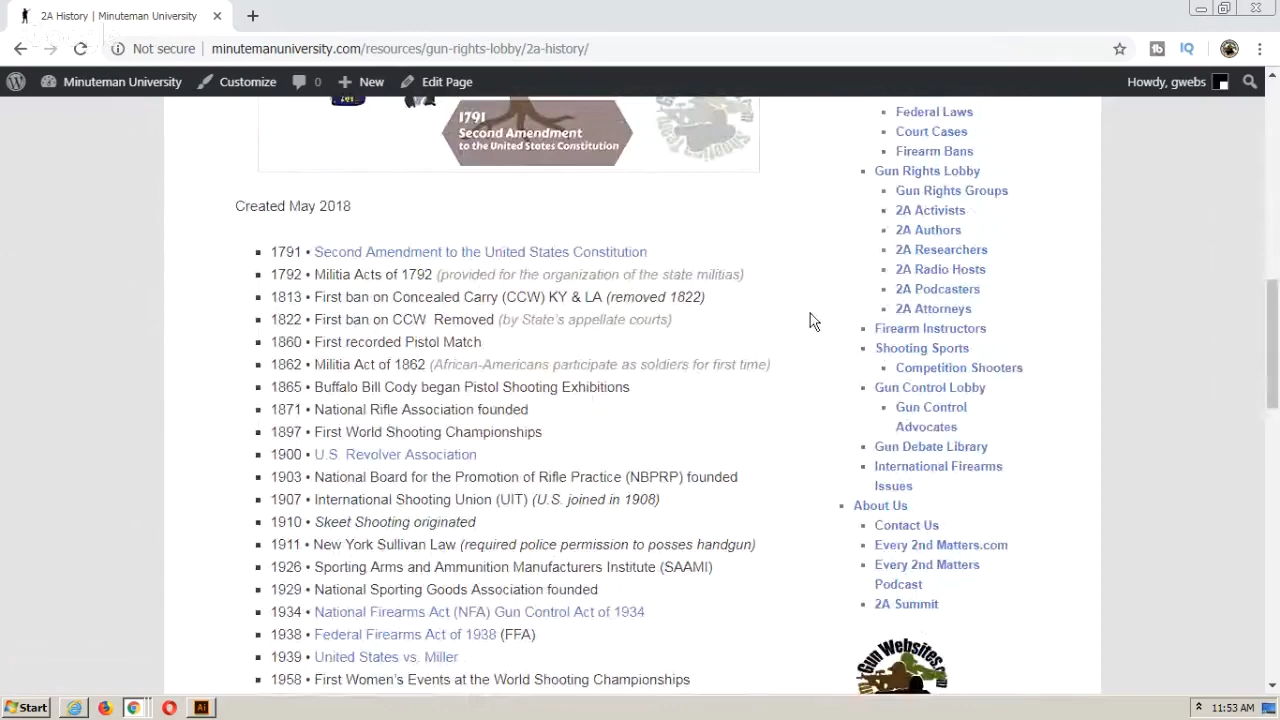 2A History | Minuteman University
Not secure
minutemanuniversity.com/resources/gun-rights-lobby/2a-history/
Minuteman University
Customize
0
New
Edit Page
Howdy, gwebs
1791
Second Amendment
to the United States Constitution
Created May 2018
1791 • Second Amendment to the United States Constitution
1792 • Militia Acts of 1792 (provided for the organization of the state militias)
1813 • First ban on Concealed Carry (CCW) KY & LA (removed 1822)
1822 • First ban on CCW Removed (by State's appellate courts)
1860 • First recorded Pistol Match
1862 • Militia Act of 1862 (African-Americans participate as soldiers for first time)
1865 • Buffalo Bill Cody began Pistol Shooting Exhibitions
1871 • National Rifle Association founded
1897 • First World Shooting Championships
1900 • U.S Revolver Association
1903 • National Board for the Promotion of Rifle Practice (NBPRP) founded
1907 • International Shooting Union (UIT) (U.S. joined in 1908)
1910 • Skeet Shooting originated
1911 • New York Sullivan Law (required police permission to posses handgun)
1926 • Sporting Arms and Ammunition Manufacturers Institute (SAAMI)
1929 • National Sporting Goods Association founded
1934 • National Firearms Act (NFA) Gun Control Act of 1934
1938 • Federal Firearms Act of 1938 (FFA)
1939 • United States vs. Miller
1958 • First Women's Events at the World Shooting Championships
Federal Laws
Court Cases
Firearm Bans
Gun Rights Lobby
Gun Rights Groups
2A Activists
2A Authors
2A Researchers
2A Radio Hosts
2A Podcasters
2A Attorneys
Firearm Instructors
Shooting Sports
Competition Shooters
Gun Control Lobby
Gun Control
Advocates
Gun Debate Library
International Firearms
Issues
About Us
Contact Us
Every 2nd Matters.com
Every 2nd Matters
Podcast
2A Summit
Gun Websites.com
Start
Ai
11:53 AM